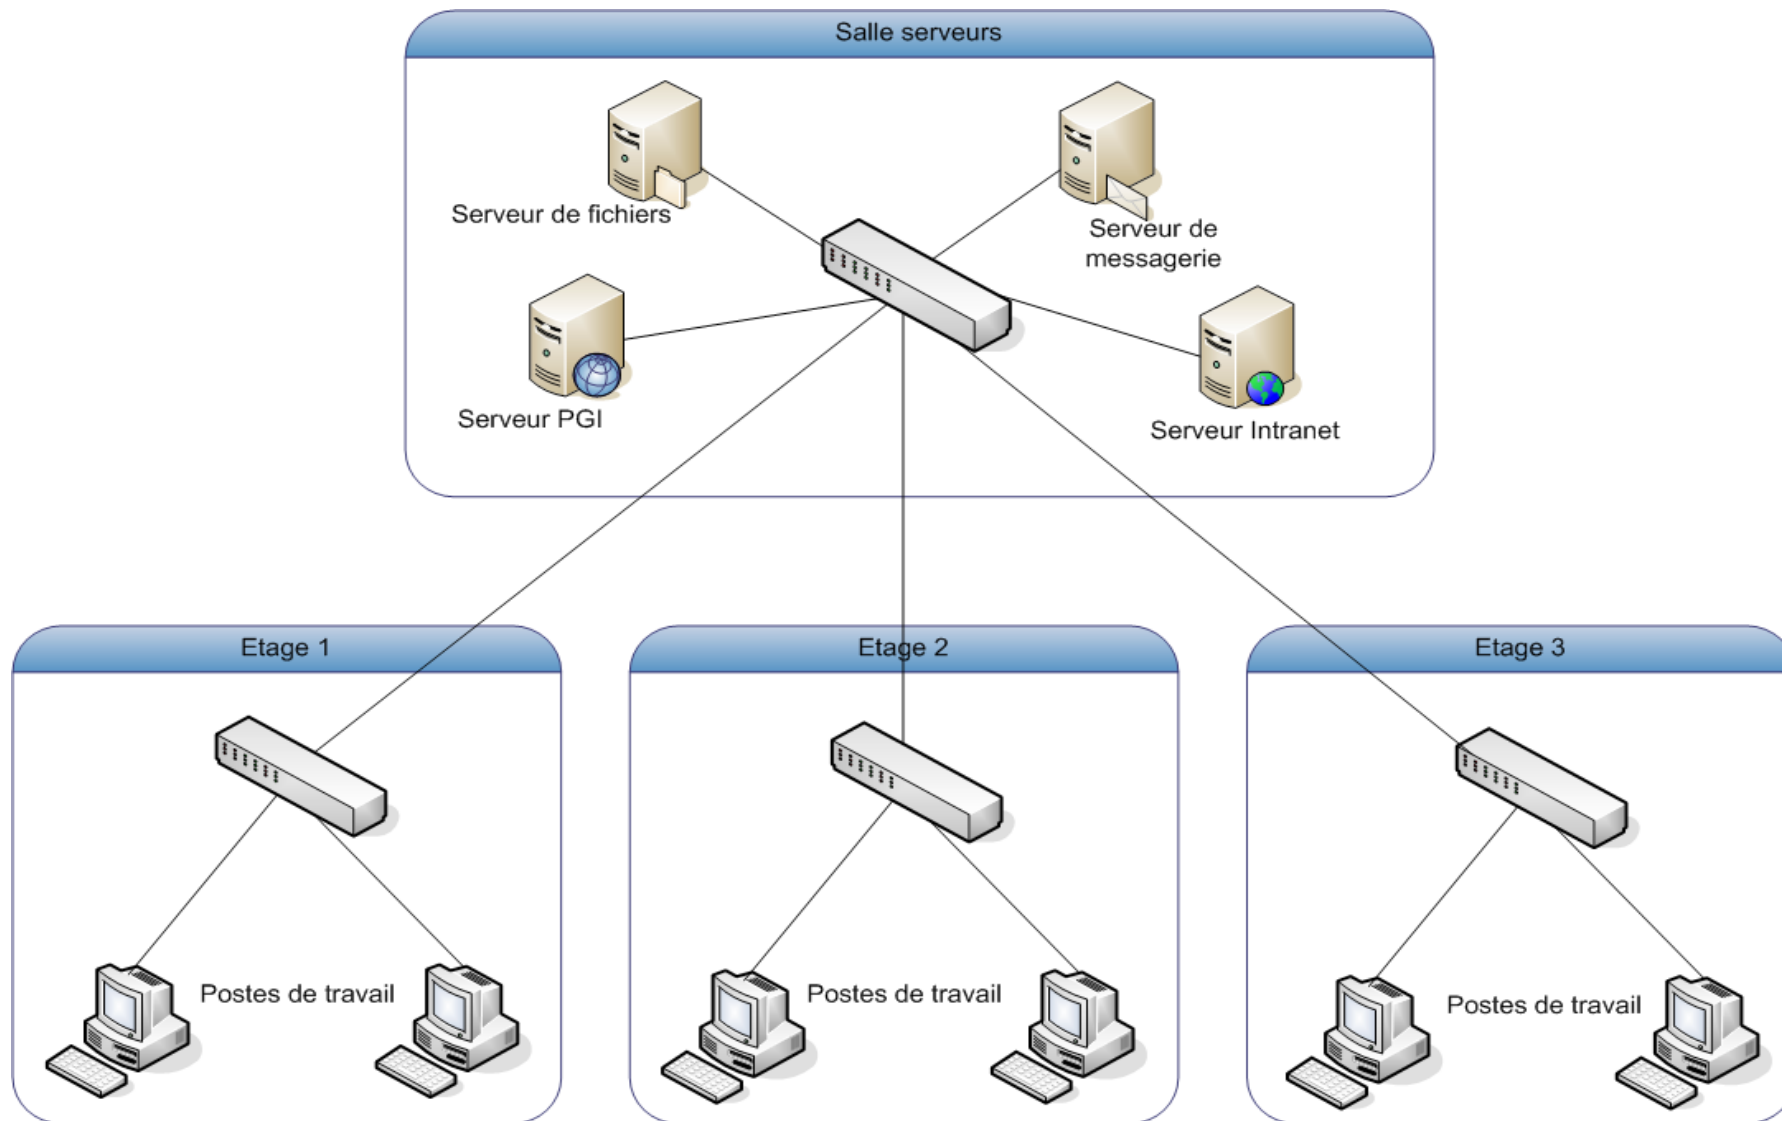 Salle serveurs
Serveur de fichiers
Serveur de
messagerie
Serveur PGI
Serveur Intranet
Etage 1
Etage 2
Etage 3
Postes de travail
Postes de travail
Postes de travail